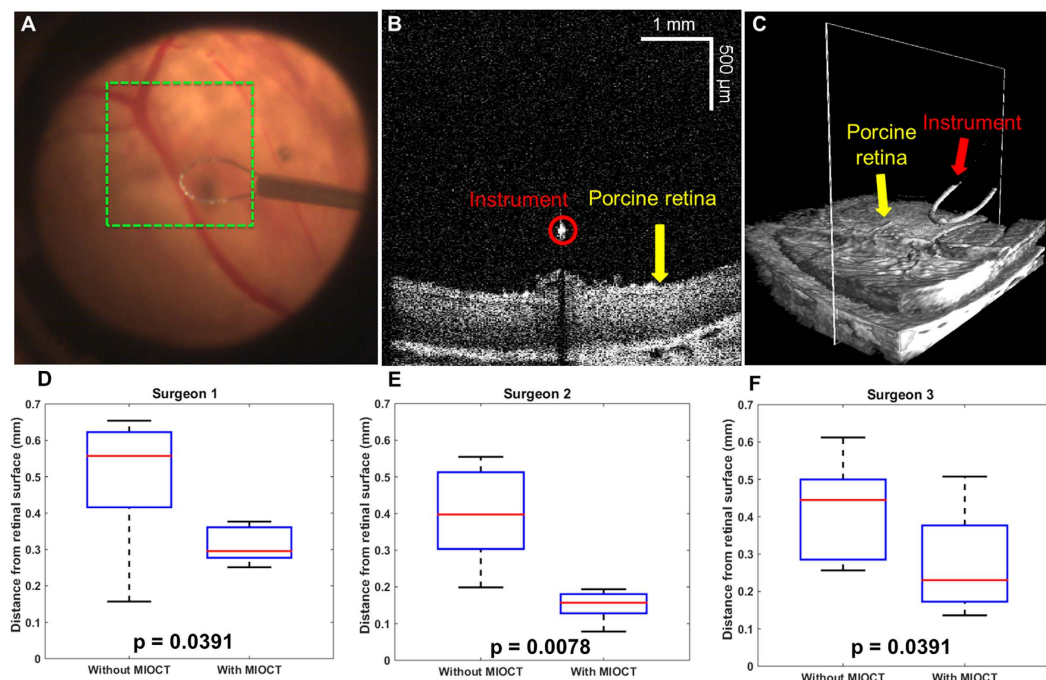 A
B
1 mm
500 µm
Instrument
Porcine retina
C
Porcine
retina
Instrument
D
Surgeon 1
Distance from retinal surface (mm)
0.7
0.6
0.5
0.4
0.3
0.2
0.1
0
p = 0.0391
Without MIOCT
With MIOCT
E
Surgeon 2
Distance from retinal surface (mm)
0.7
0.6
0.5
0.4
0.3
0.2
0.1
0
p = 0.0078
Without MIOCT
With MIOCT
F
Surgeon 3
Distance from retinal surface (mm)
0.7
0.6
0.5
0.4
0.3
0.2
0.1
0
p = 0.0391
Without MIOCT
With MIOCT